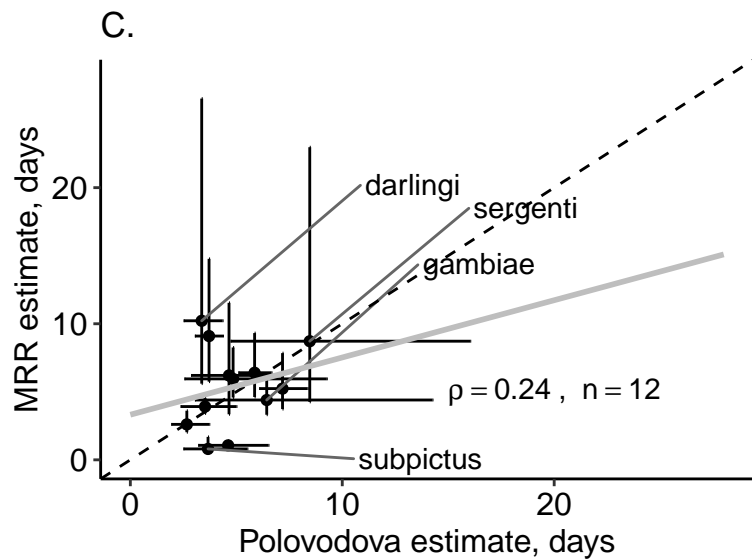 C.
MRR estimate, days
20
10
0
darlingi
sergenti
gambiae
ρ = 0.24 , n = 12
subpictus
0 10 20
Polovodova estimate, days